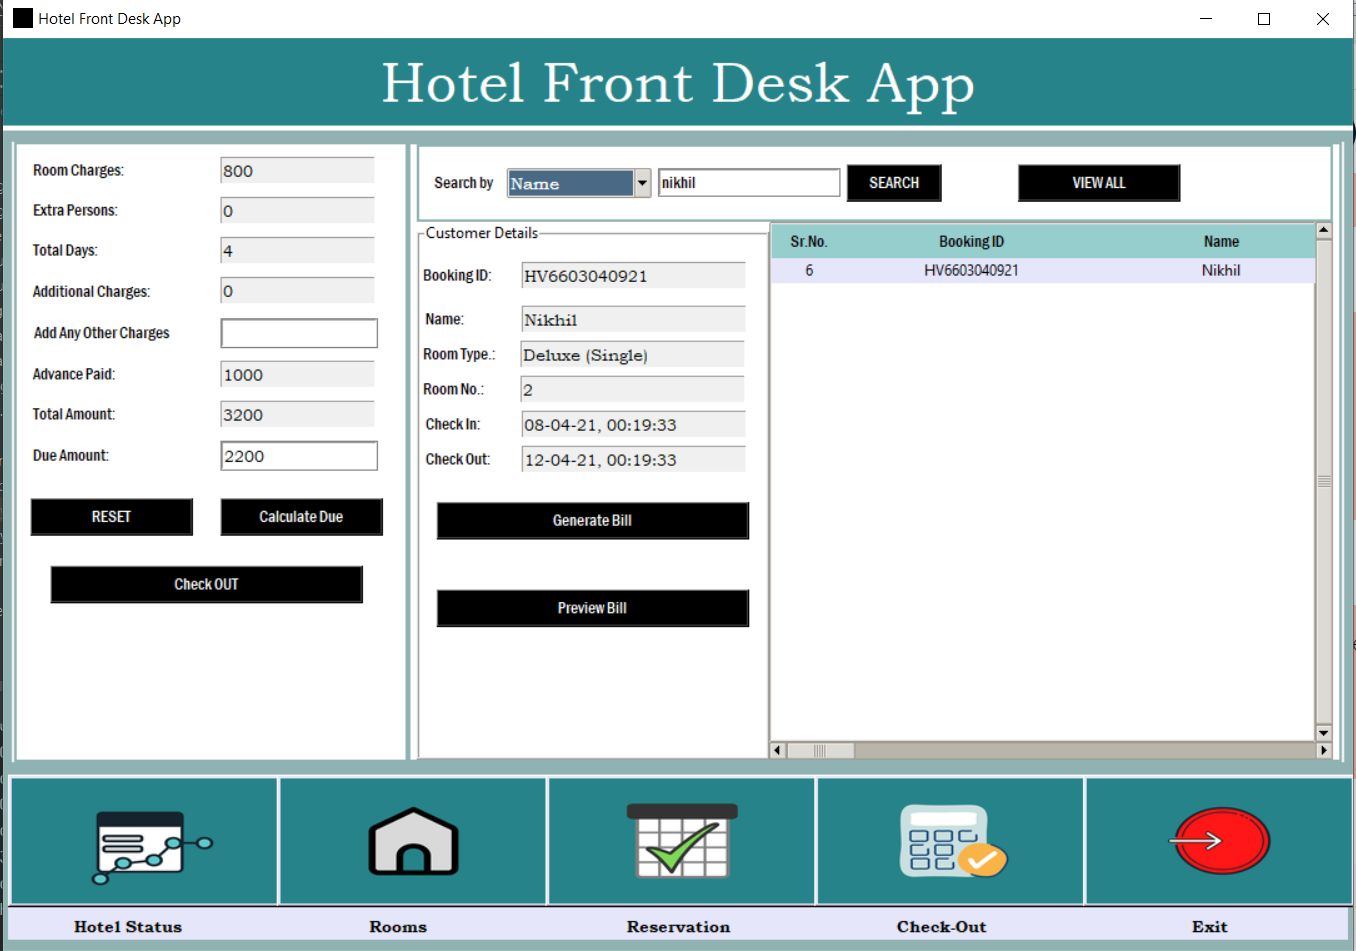 Hotel Front Desk App
Hotel Front Desk App
Room Charges: 800
Extra Persons: 0
Total Days: 4
Additional Charges: 0
Add Any Other Charges
Advance Paid: 1000
Total Amount: 3200
Due Amount: 2200
RESET Calculate Due
Check OUT
Search by Name nikhil SEARCH VIEW ALL
Customer Details
Booking ID: HV6603040921
Name: Nikhil
Room Type.: Deluxe (Single)
Room No.: 2
Check In: 08-04-21, 00:19:33
Check Out: 12-04-21, 00:19:33
Generate Bill
Preview Bill
Sr.No. Booking ID Name
6 HV6603040921 Nikhil
Hotel Status Rooms Reservation Check-Out Exit